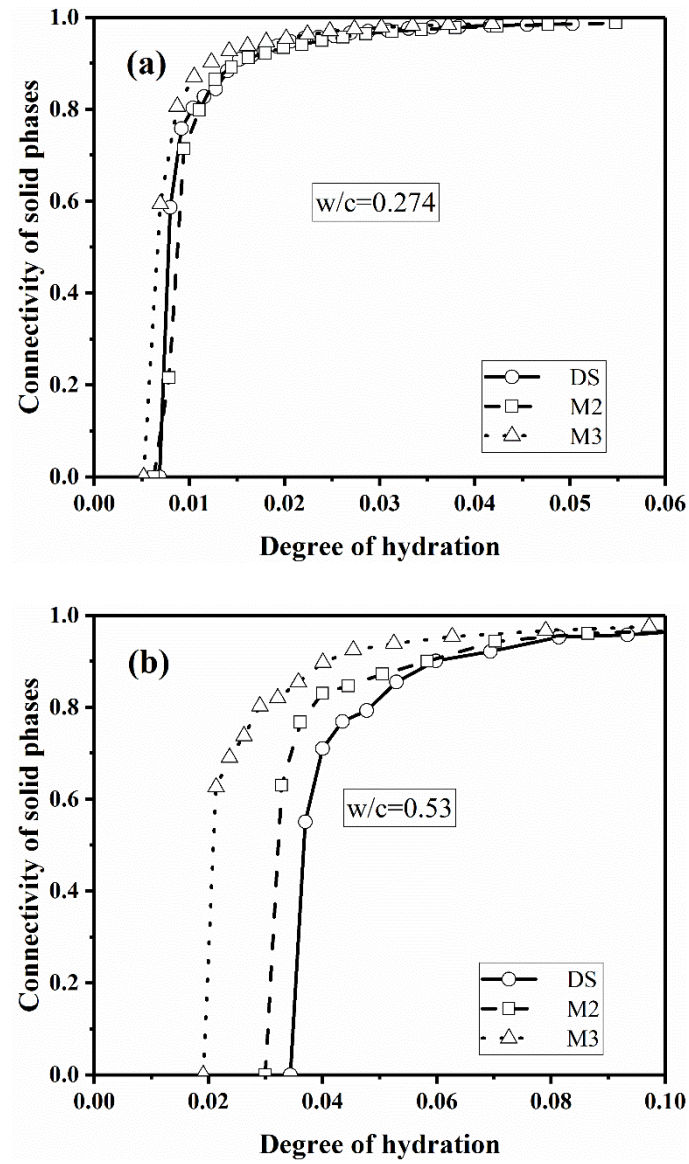 (a)
1.0
0.8
0.6
0.4
0.2
0.0
Connectivity of solid phases
w/c=0.274
DS
M2
M3
0.00 0.01 0.02 0.03 0.04 0.05 0.06
Degree of hydration
(b)
1.0
0.8
0.6
0.4
0.2
0.0
Connectivity of solid phases
w/c=0.53
DS
M2
M3
0.00 0.02 0.04 0.06 0.08 0.10
Degree of hydration